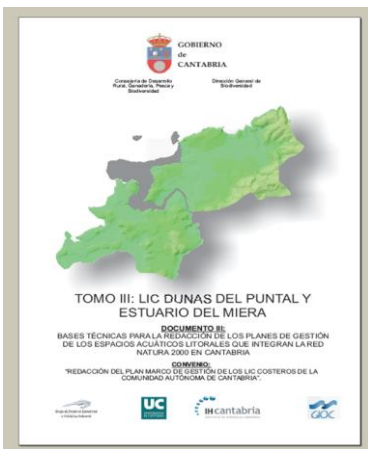 GOBIERNO
de
CANTABRIA
Consejería de Desarrollo
Rural, Ganadería, Pesca y
Biodiversidad
Dirección General de
Biodiversidad
TOMO III: LIC DUNAS DEL PUNTAL Y
ESTUARIO DEL MIERA
DOCUMENTO III:
BASES TÉCNICAS PARA LA REDACCIÓN DE LOS PLANES DE GESTIÓN
DE LOS ESPACIOS ACUÁTICOS LITORALES QUE INTEGRAN LA RED
NATURA 2000 EN CANTABRIA
CONVENIO:
"REDACCIÓN DEL PLAN MARCO DE GESTIÓN DE LOS LIC COSTEROS DE LA
COMUNIDAD AUTÓNOMA DE CANTABRIA".
UC
IH cantabria
GIOC